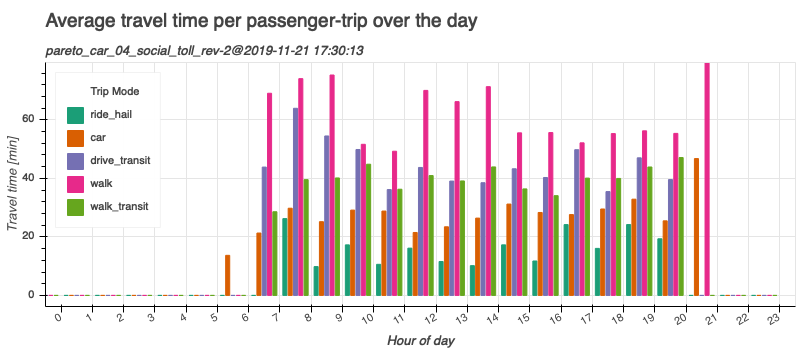 Average travel time per passenger-trip over the day
pareto_car_04_social_toll_rev-2@2019-11-21 17:30:13
Trip Mode
ride_hail
car
drive_transit
walk
walk_transit
Travel time [min]
60
40
20
0
0 1 2 3 4 5 6 7 8 9 10 11 12 13 14 15 16 17 18 19 20 21 22 23
Hour of day